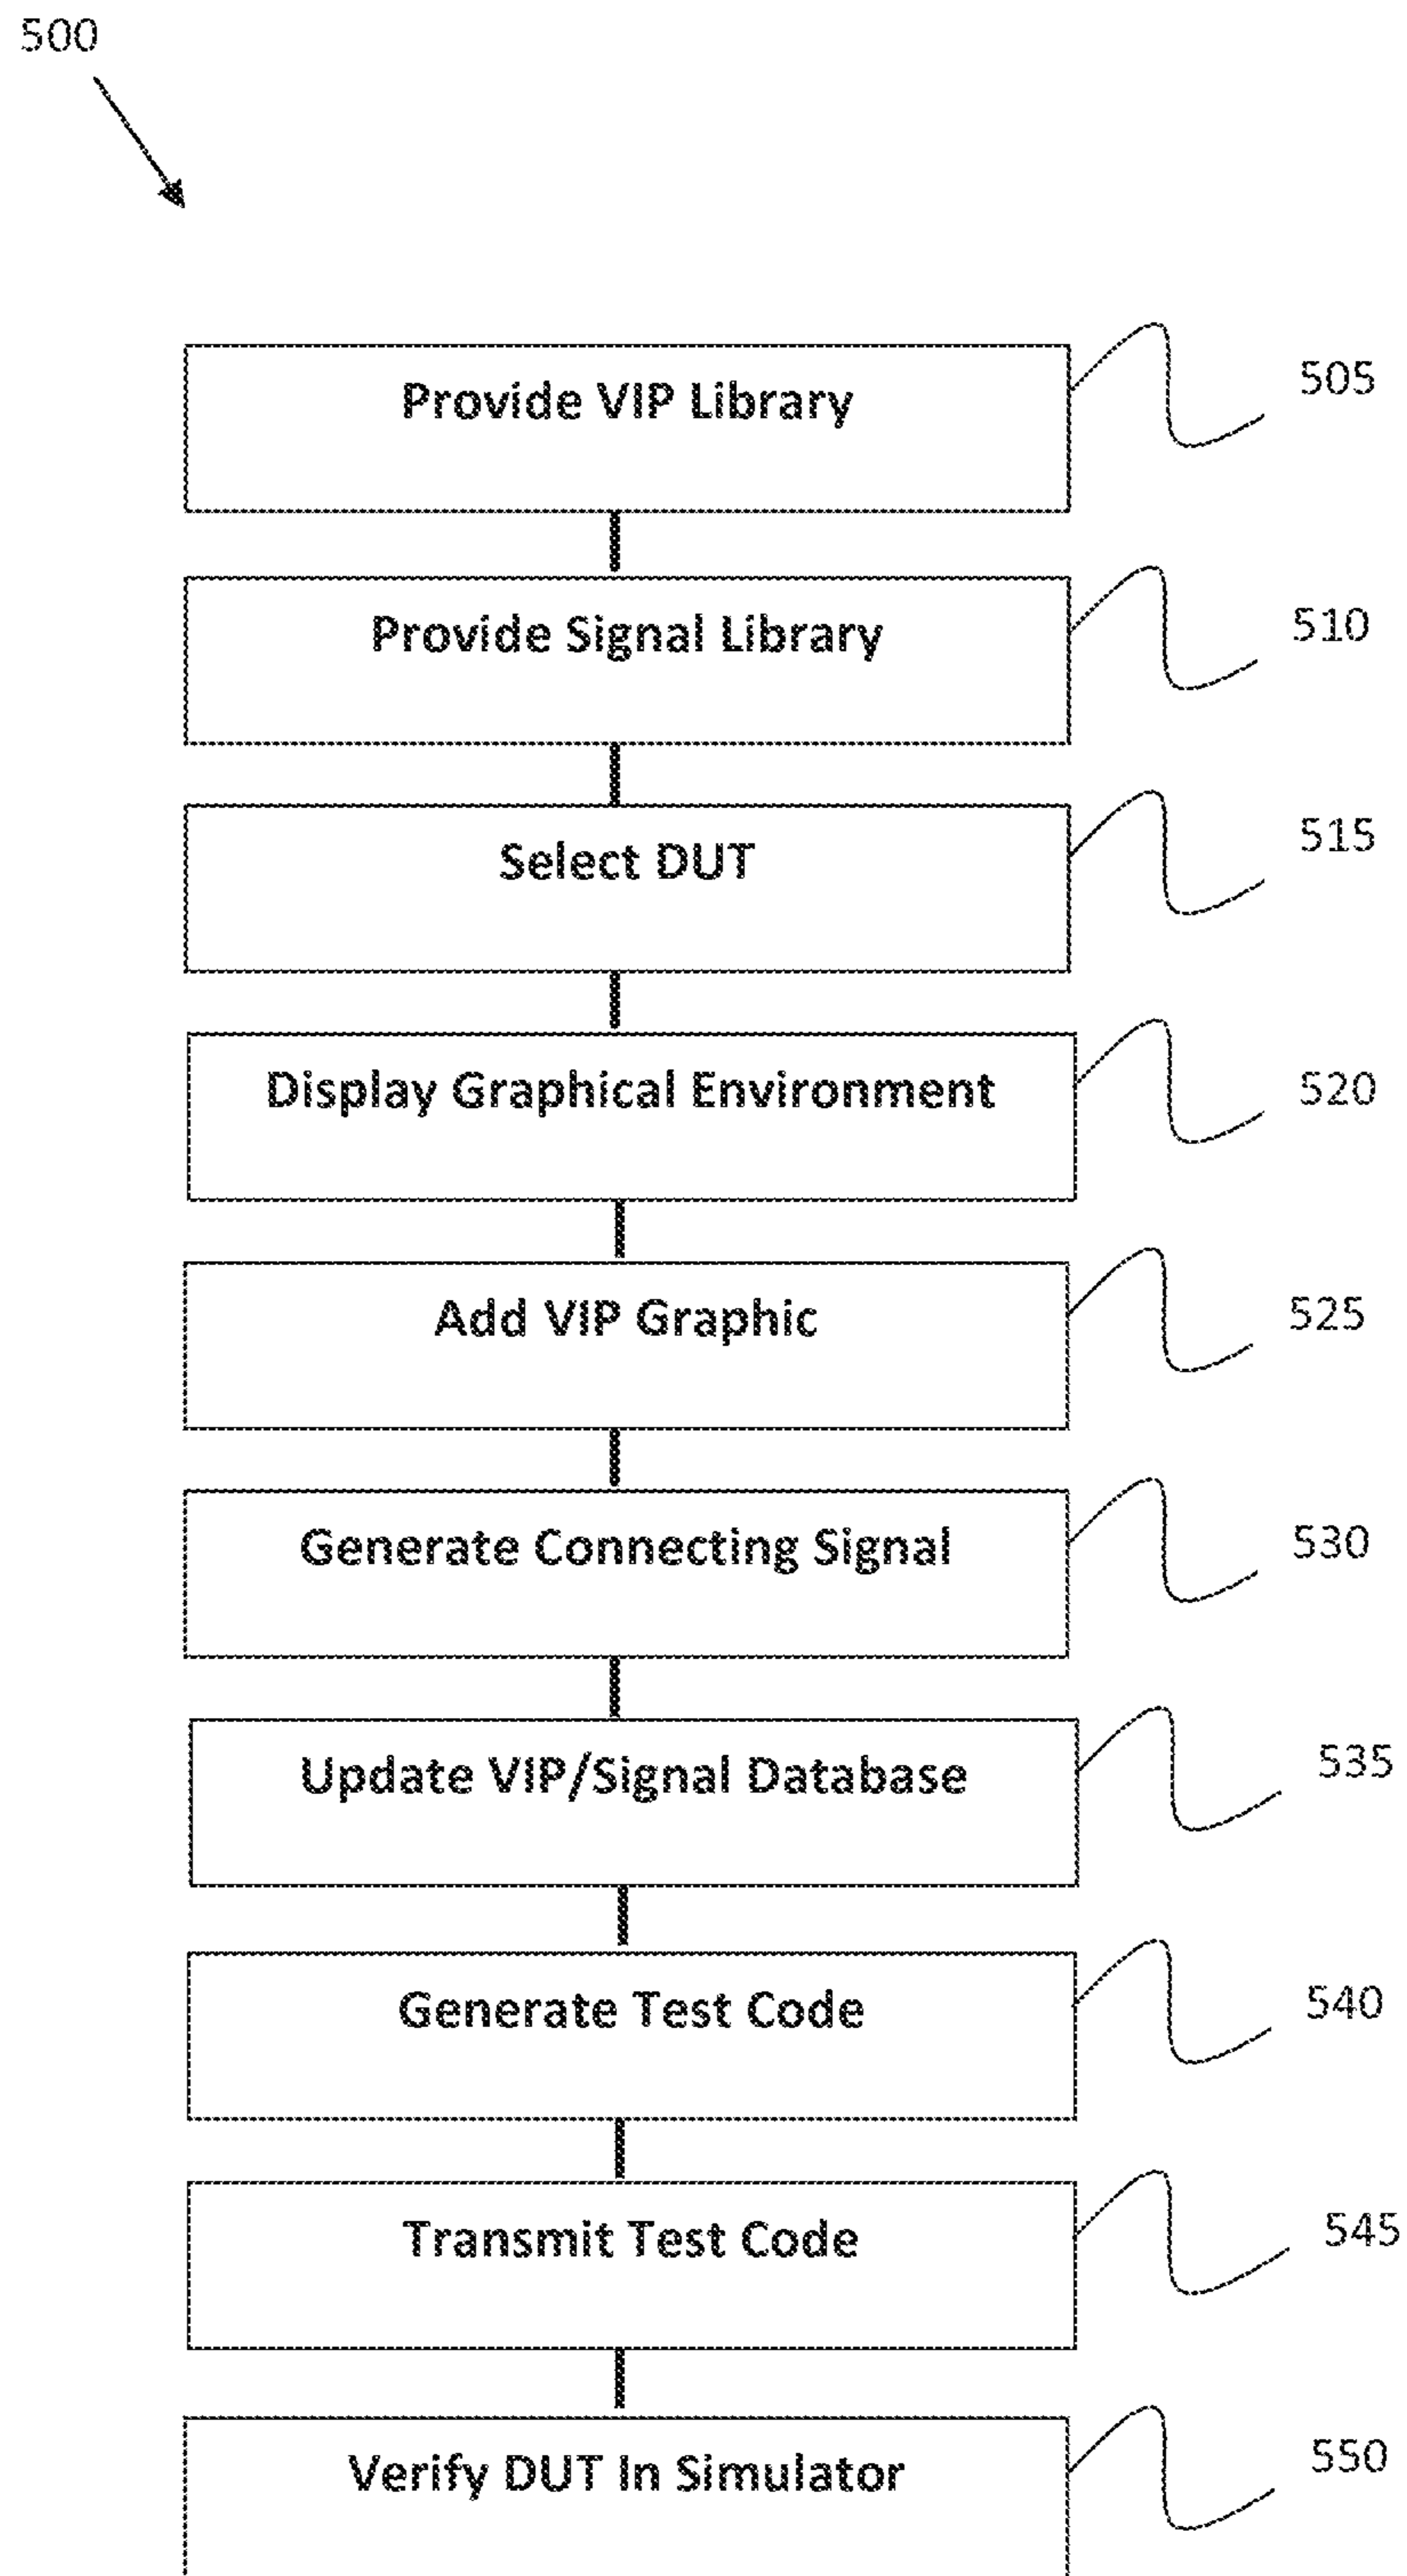 500
Provide VIP Library
505
Provide Signal Library
510
Select DUT
515
Display Graphical Environment
520
Add VIP Graphic
525
Generate Connecting Signal
530
Update VIP/Signal Database
535
Generate Test Code
540
Transmit Test Code
545
Verify DUT In Simulator
550